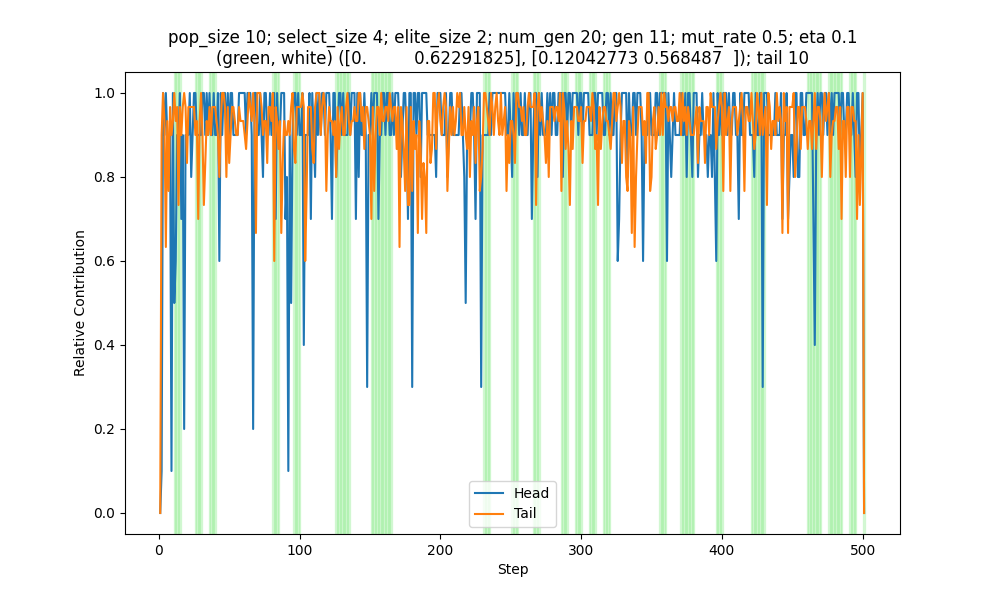 pop_size 10; select_size 4; elite_size 2; num_gen 20; gen 11; mut_rate 0.5; eta 0.1
(green, white) ([0.         0.62291825], [0.12042773 0.568487  ]); tail 10
1.0
0.8
0.6
0.4
0.2
0.0
Relative Contribution
Head
Tail
0 100 200 300 400 500
Step